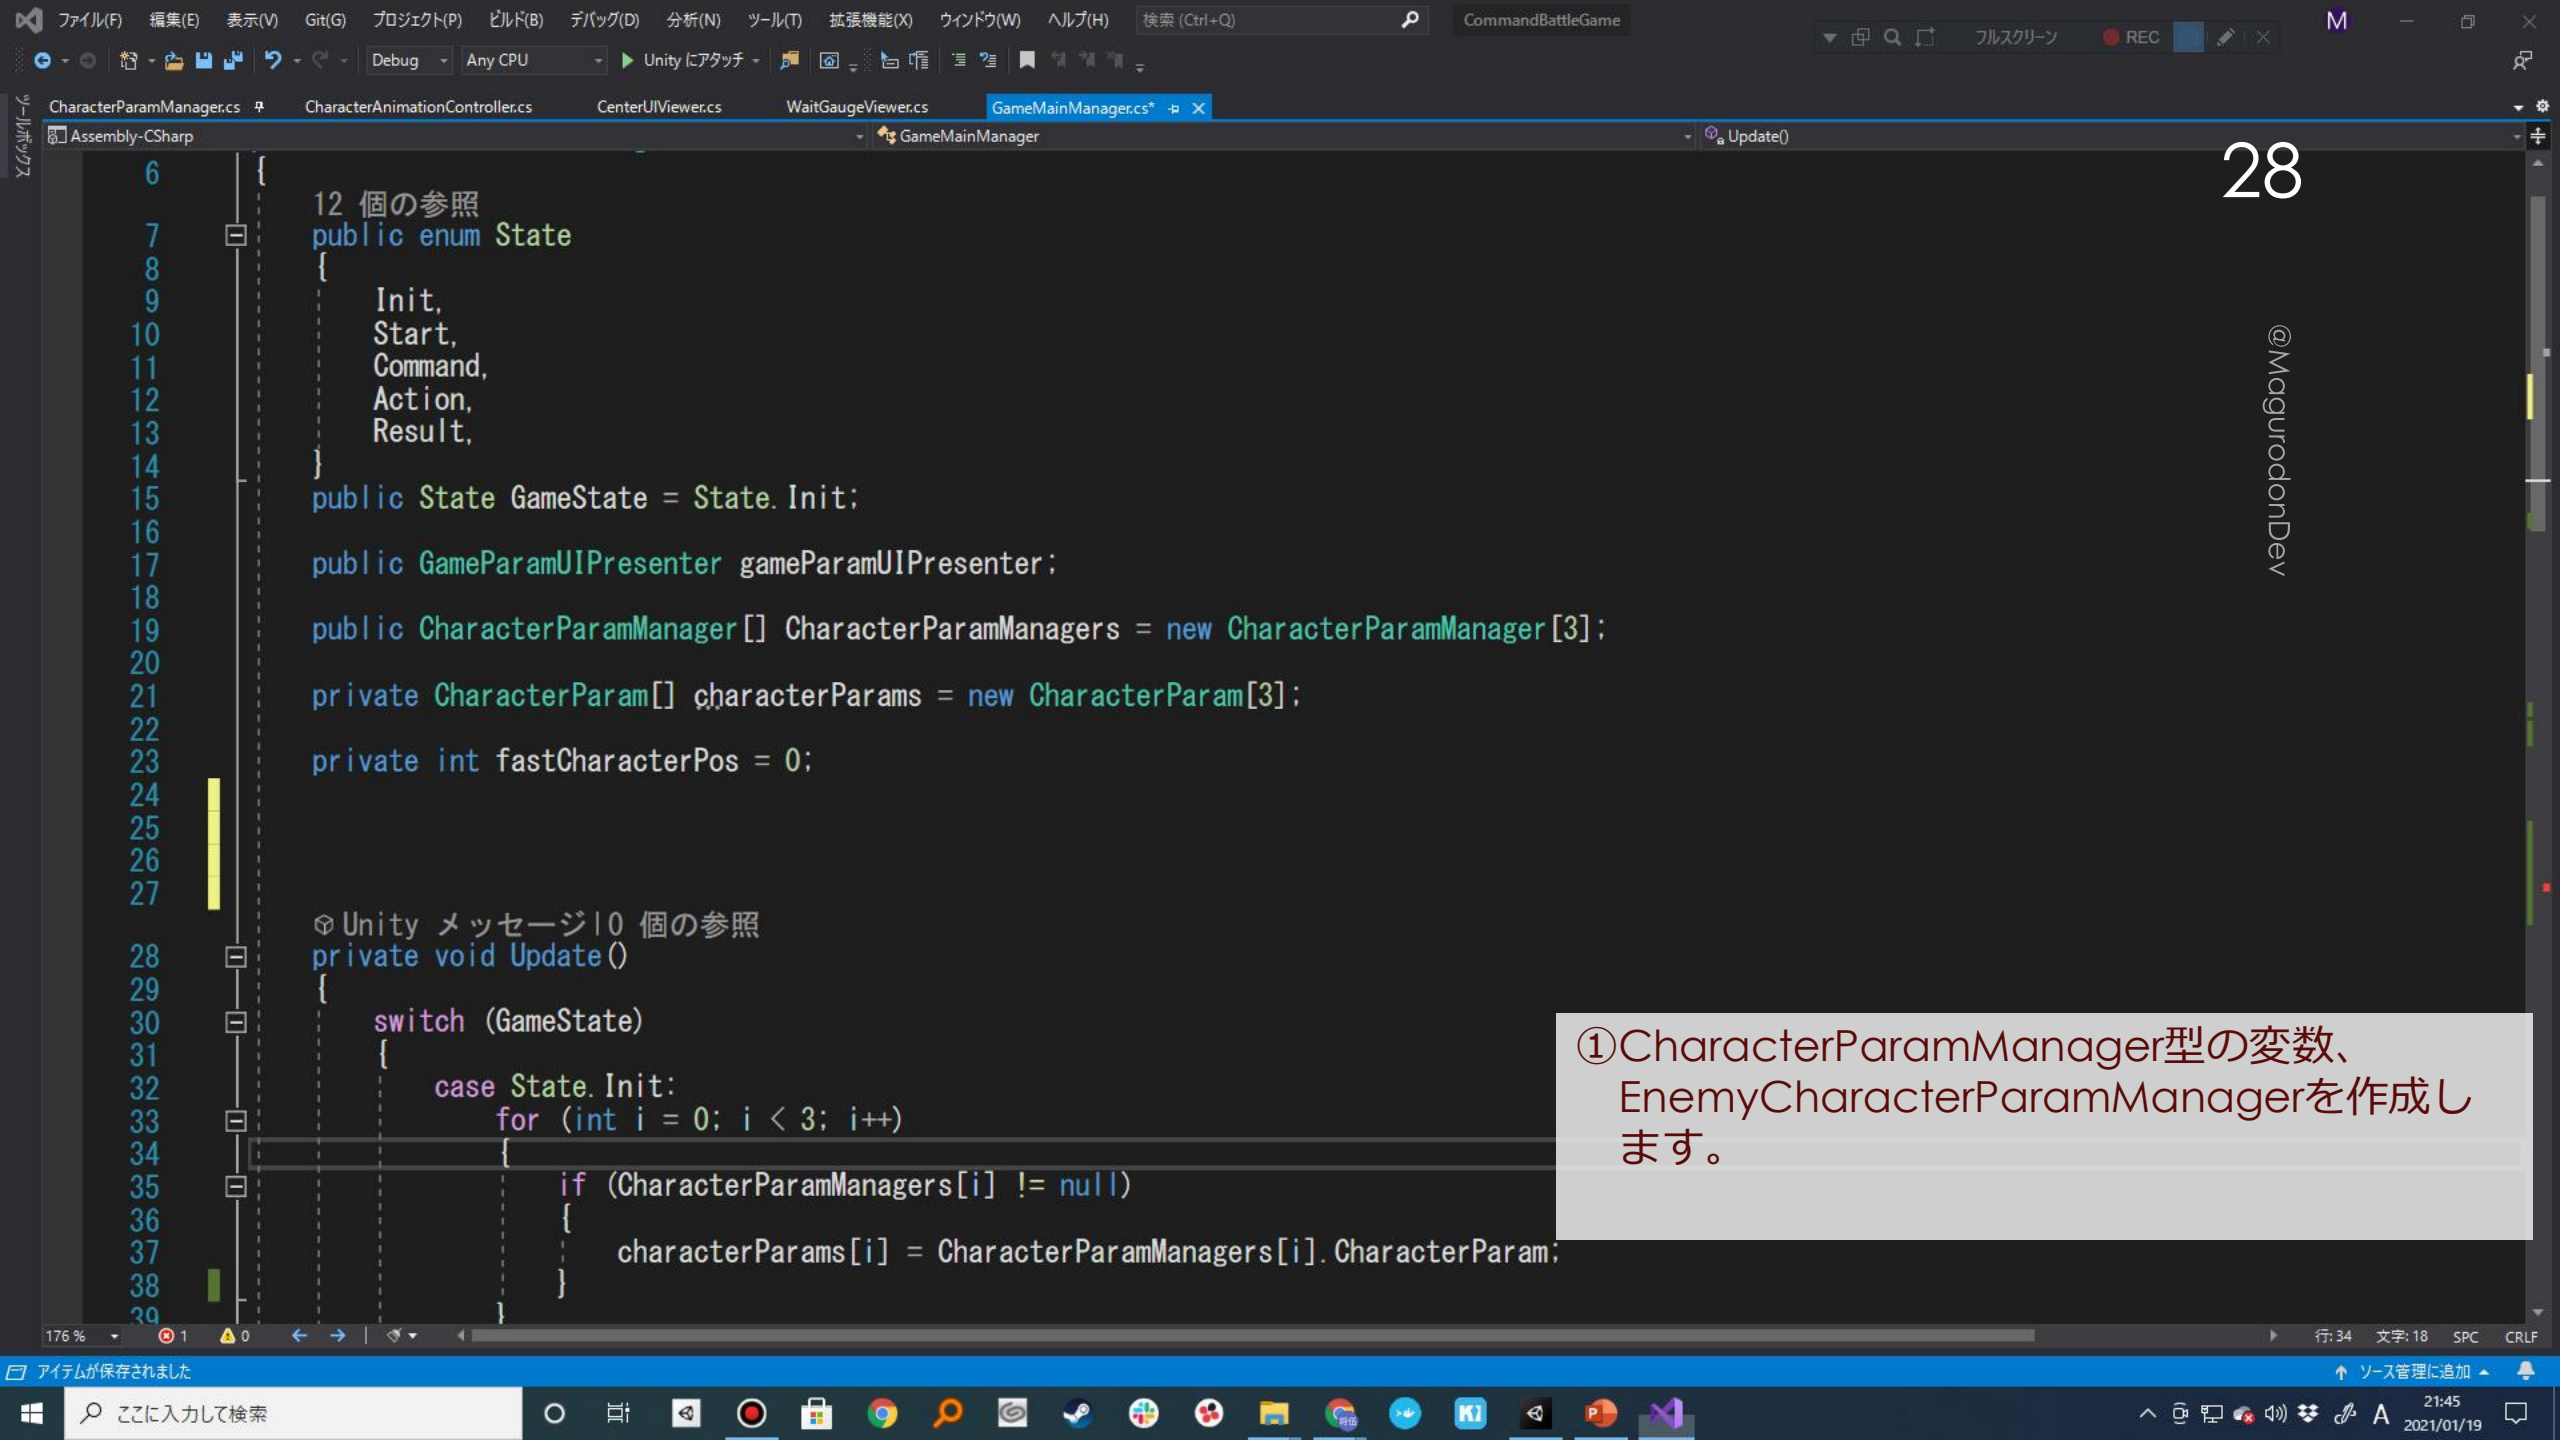 ファイル(F) 編集(E) 表示(V) Git(G) プロジェクト(P) ビルド(B) デバッグ(D) 分析(N) ツール(T) 拡張機能(X) ウィンドウ(W) ヘルプ(H) 検索 (Ctrl+Q) CommandBattleGame M
フルスクリーン REC
Debug Any CPU Unity にアタッチ
ツールボックス
CharacterParamManager.cs CharacterAnimationController.cs CenterUIViewer.cs WaitGaugeViewer.cs GameMainManager.cs*
Assembly-CSharp GameMainManager Update()
28
@MagurodonDev
6 {
12 個の参照
7 public enum State
8 {
9 Init,
10 Start,
11 Command,
12 Action,
13 Result,
14 }
15 public State GameState = State.Init;
16
17 public GameParamUIPresenter gameParamUIPresenter;
18
19 public CharacterParamManager[] CharacterParamManagers = new CharacterParamManager[3];
20
21 private CharacterParam[] characterParams = new CharacterParam[3];
22
23 private int fastCharacterPos = 0;
24
25
26
27
Unity メッセージ|0 個の参照
28 private void Update()
29 {
30 switch (GameState)
31 {
32 case State.Init:
33 for (int i = 0; i < 3; i++)
34 {
35 if (CharacterParamManagers[i] != null)
36 {
37 characterParams[i] = CharacterParamManagers[i].CharacterParam;
38 }
39 }
①CharacterParamManager型の変数、
EnemyCharacterParamManagerを作成し
ます。
176 % 1 0 行: 34 文字: 18 SPC CRLF
アイテムが保存されました ソース管理に追加
ここに入力して検索 A 21:45
2021/01/19